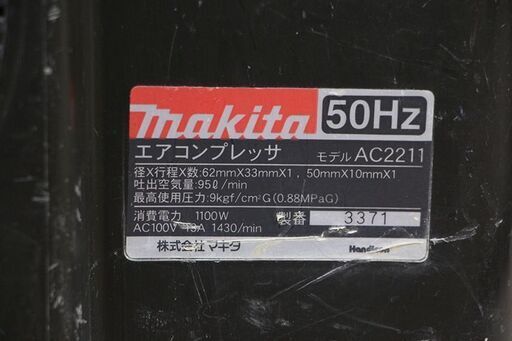 makita 50Hz
エアコンプレッサ モデル AC2211
径X行程X数:62mmX33mmX1, 50mmX10mmX1
吐出空気量:95ℓ/min
最高使用圧力:9kgf/cm²G(0.88MPaG)
消費電力 1100W 製番 3371
AC100V 1430/min
株式会社マキタ